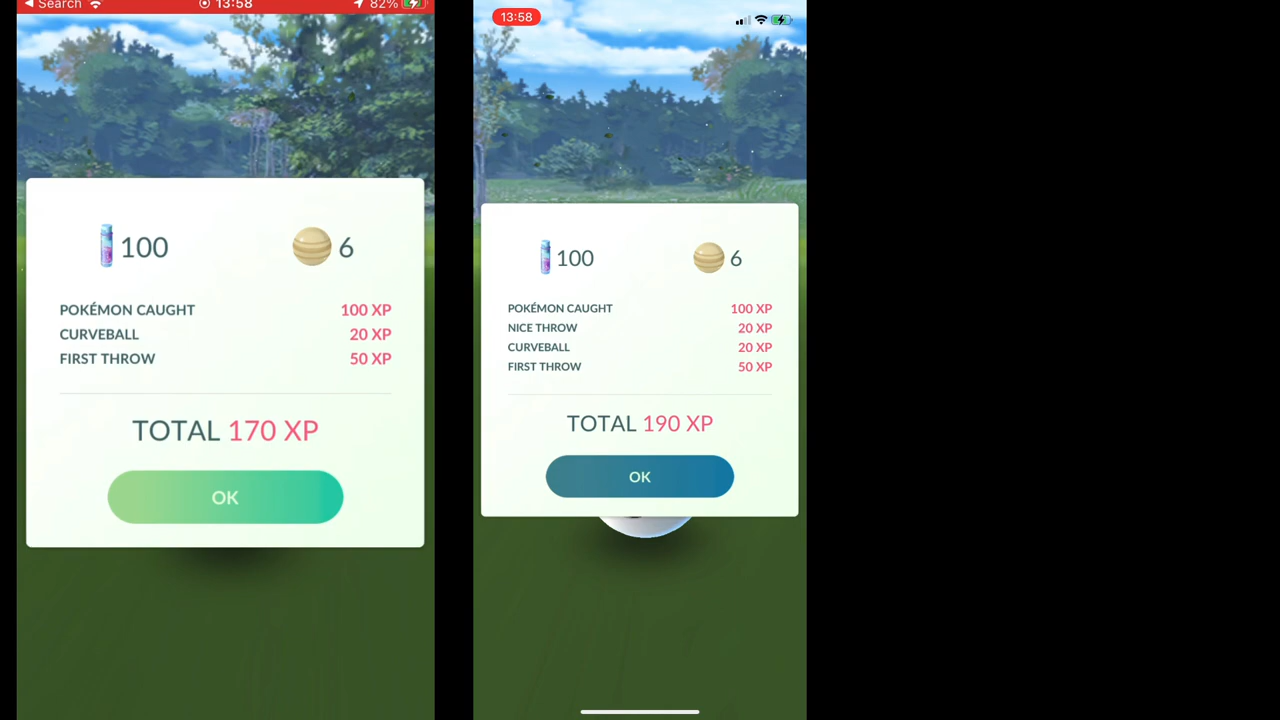 Search 13:58 82%
100 6
POKÉMON CAUGHT 100 XP
CURVEBALL 20 XP
FIRST THROW 50 XP
TOTAL 170 XP
OK
13:58
100 6
POKÉMON CAUGHT 100 XP
NICE THROW 20 XP
CURVEBALL 20 XP
FIRST THROW 50 XP
TOTAL 190 XP
OK